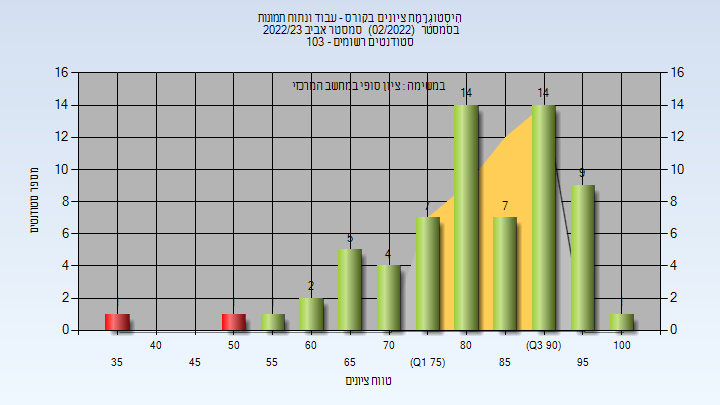 היסטוגרמת ציונים בקורס - עבוד ונתוח תמונות
בסמסטר (02/2022) סמסטר אביב 2022/23
סטודנטים רשומים - 103
במשימה : ציון סופי במחשב המרכזי
16 16
14 14
12 12
10 10
8 8
6 6
4 4
2 2
0 0
2 5 4 7 14 7 14 9
מספר סטודנטים
40 50 60 70 80 (Q3 90) 100
35 45 55 65 (Q1 75) 85 95
טווח ציונים